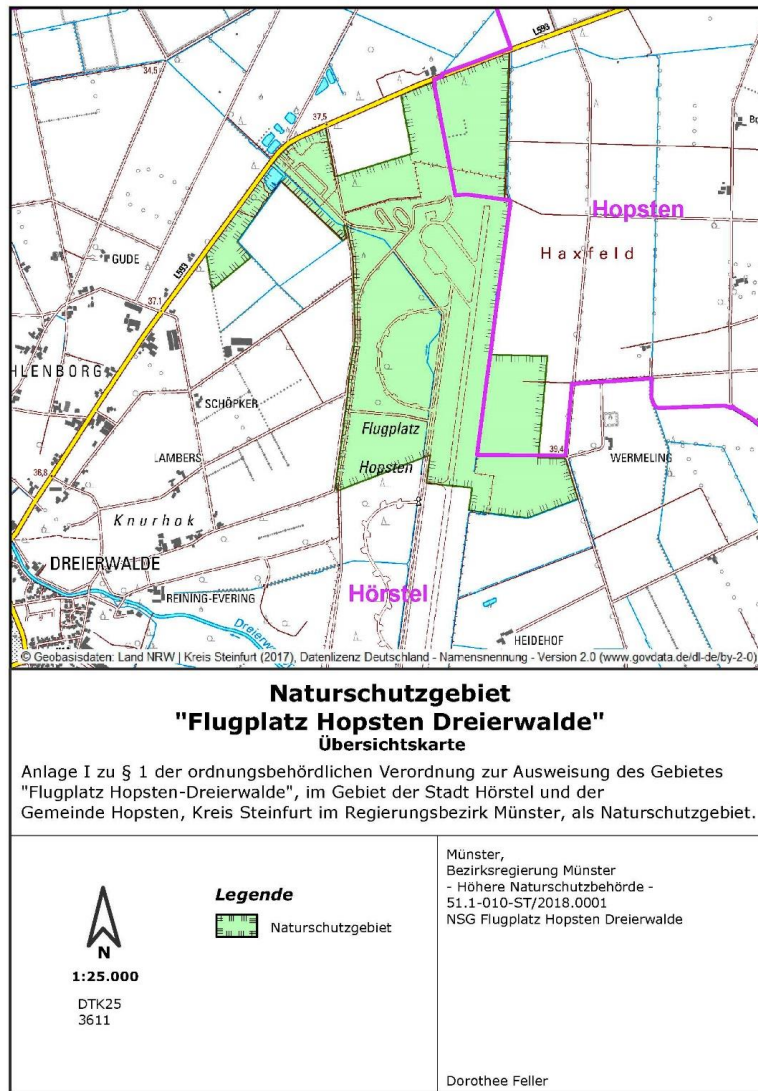 L593
34,5
37,5
Hopsten
Haxfeld
GUDE
L593
37,1
HLENBORG
SCHÖPKER
Flugplatz
Hopsten
LAMBERS
39,4
WERMELING
36,8
Knurhok
DREIERWALDE
REINING-EVERING
Hörstel
HEIDEHOF
© Geobasisdaten: Land NRW | Kreis Steinfurt (2017), Datenlizenz Deutschland - Namensnennung - Version 2.0 (www.govdata.de/dl-de/by-2-0)
Naturschutzgebiet
"Flugplatz Hopsten Dreierwalde"
Übersichtskarte
Anlage I zu § 1 der ordnungsbehördlichen Verordnung zur Ausweisung des Gebietes
"Flugplatz Hopsten-Dreierwalde", im Gebiet der Stadt Hörstel und der
Gemeinde Hopsten, Kreis Steinfurt im Regierungsbezirk Münster, als Naturschutzgebiet.
N
1:25.000
DTK25
3611
Legende
Naturschutzgebiet
Münster,
Bezirksregierung Münster
- Höhere Naturschutzbehörde -
51.1-010-ST/2018.0001
NSG Flugplatz Hopsten Dreierwalde
Dorothee Feller